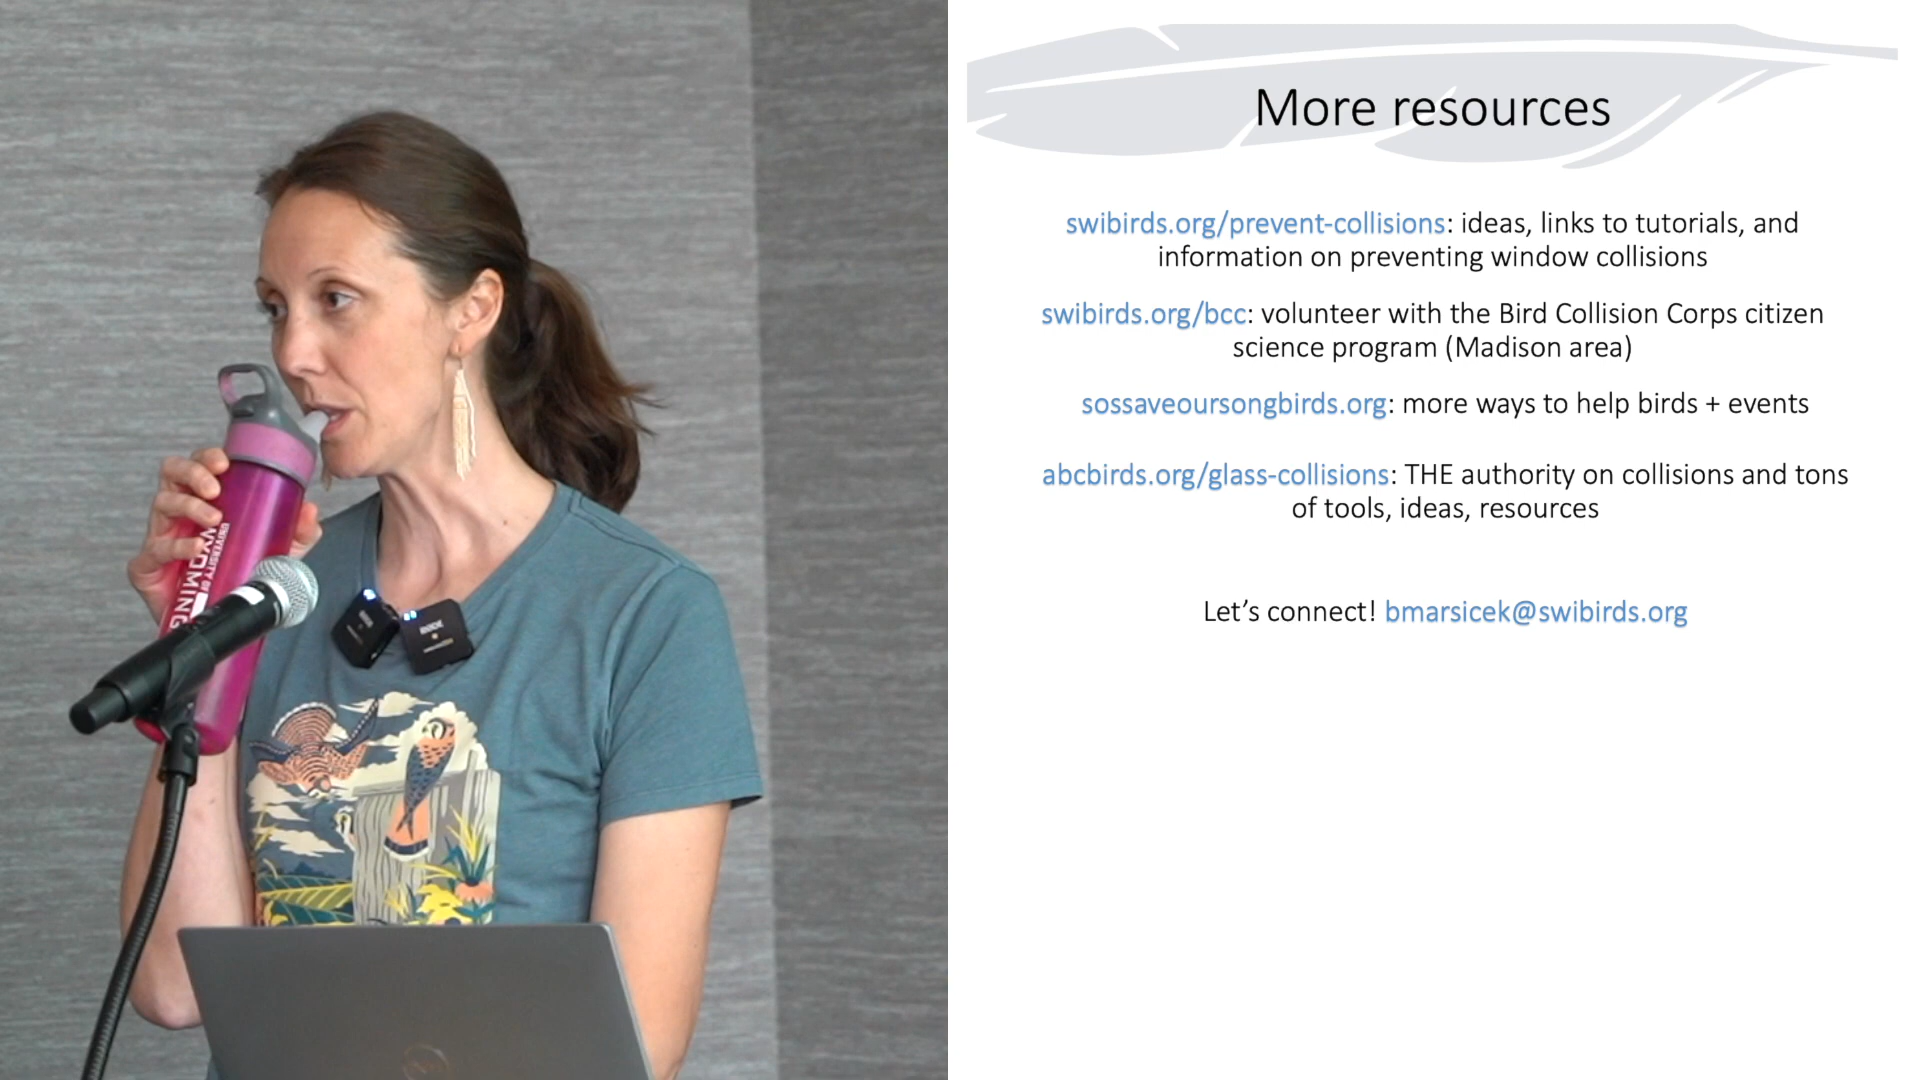 More resources
swibirds.org/prevent-collisions: ideas, links to tutorials, and
information on preventing window collisions
swibirds.org/bcc: volunteer with the Bird Collision Corps citizen
science program (Madison area)
sossaveoursongbirds.org: more ways to help birds + events
abcbirds.org/glass-collisions: THE authority on collisions and tons
of tools, ideas, resources
Let's connect! bmarsicek@swibirds.org
UNIVERSITY OF
WYOMING